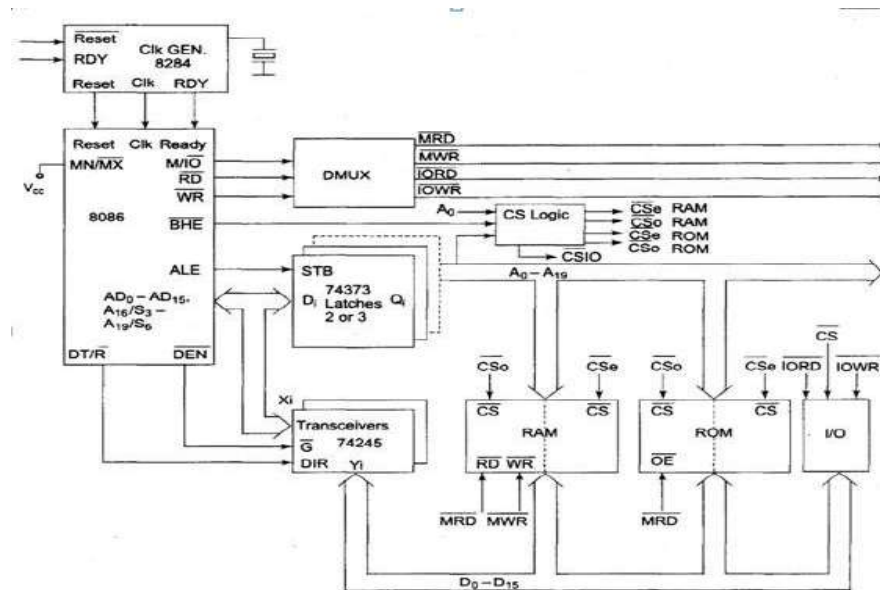 Reset
RDY
Clk GEN.
8284
Reset Clk RDY
Reset Clk Ready
MN/MX
Vcc
M/IO
RD
WR
8086
BHE
ALE
AD0 – AD15,
A16/S3 –
A19/S6
DT/R DEN
DMUX
MRD
MWR
IORD
IOWR
A0
CS Logic
CSe RAM
CSo RAM
CSe ROM
CSo ROM
CSIO
A0 – A19
STB
74373
Di Latches Qi
2 or 3
Xi
Transceivers
74245
G
DIR Yi
CSo CSe
CS CS
RAM
RD WR
MRD MWR
CSo CSe
CS CS
ROM
OE
MRD
CS
IORD IOWR
I/O
D0 – D15